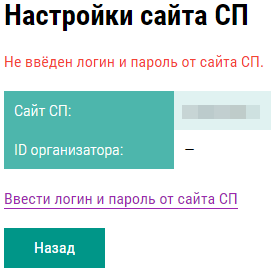 Настройки сайта СП
Не введён логин и пароль от сайта СП.
Сайт СП:
ID организатора: –
Ввести логин и пароль от сайта СП
Назад